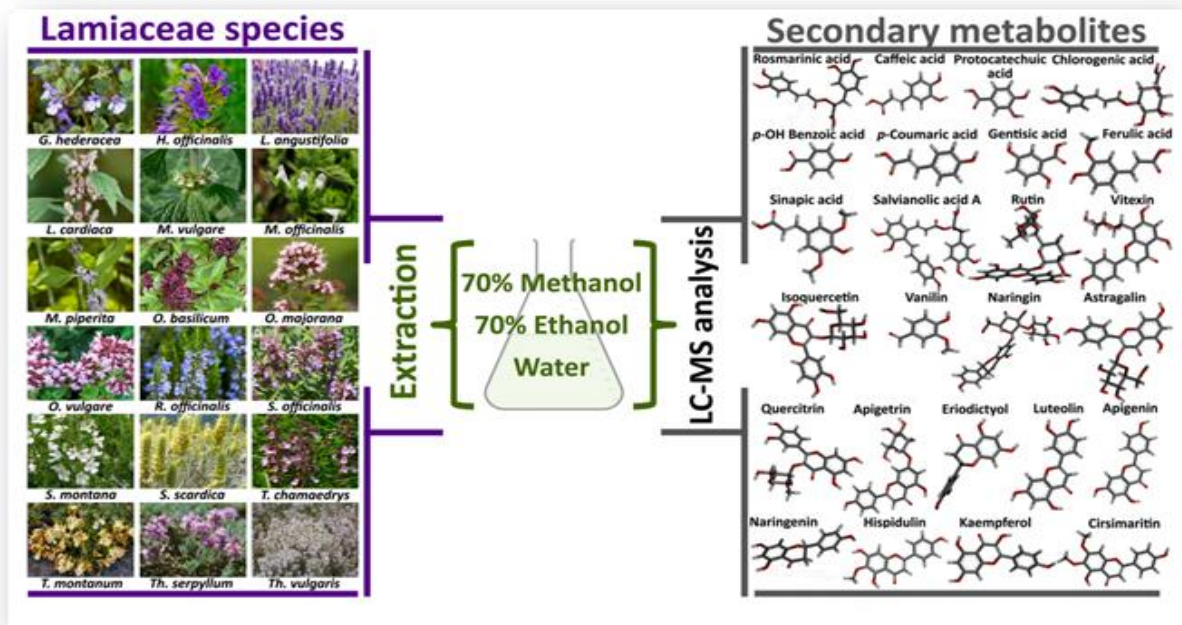 Lamiaceae species
G. hederacea H. officinalis L. angustifolia
L. cardiaca M. vulgare M. officinalis
M. piperita O. basilicum O. majorana
O. vulgare R. officinalis S. officinalis
S. montana S. scardica T. chamaedrys
T. montanum Th. serpyllum Th. vulgaris
Extraction
70% Methanol
70% Ethanol
Water
LC-MS analysis
Secondary metabolites
Rosmarinic acid Caffeic acid Protocatechuic Chlorogenic acid
acid
p-OH Benzoic acid p-Coumaric acid Gentisic acid Ferulic acid
Sinapic acid Salvianolic acid A Rutin Vitexin
Isoquercetin Vanilin Naringin Astragalin
Quercitrin Apigetrin Eriodictyol Luteolin Apigenin
Naringenin Hispidulin Kaempferol Cirsimaritin